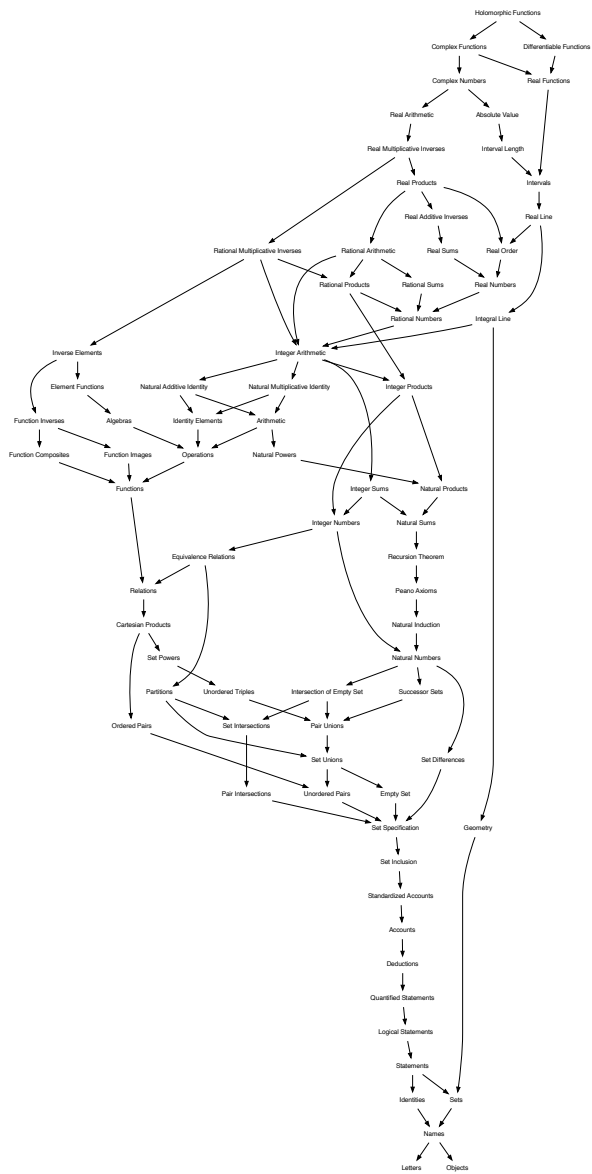 Holomorphic Functions
Complex Functions
Differentiable Functions
Complex Numbers
Real Functions
Real Arithmetic
Absolute Value
Real Multiplicative Inverses
Interval Length
Real Products
Intervals
Real Additive Inverses
Real Line
Rational Multiplicative Inverses
Rational Arithmetic
Real Sums
Real Order
Rational Products
Rational Sums
Real Numbers
Rational Numbers
Integral Line
Inverse Elements
Integer Arithmetic
Element Functions
Natural Additive Identity
Natural Multiplicative Identity
Integer Products
Function Inverses
Algebras
Identity Elements
Arithmetic
Function Composites
Function Images
Operations
Natural Powers
Functions
Integer Sums
Natural Products
Integer Numbers
Natural Sums
Equivalence Relations
Recursion Theorem
Relations
Peano Axioms
Cartesian Products
Natural Induction
Set Powers
Natural Numbers
Partitions
Unordered Triples
Intersection of Empty Set
Successor Sets
Ordered Pairs
Set Intersections
Pair Unions
Set Unions
Set Differences
Pair Intersections
Unordered Pairs
Empty Set
Set Specification
Geometry
Set Inclusion
Standardized Accounts
Accounts
Deductions
Quantified Statements
Logical Statements
Statements
Identities
Sets
Names
Letters
Objects